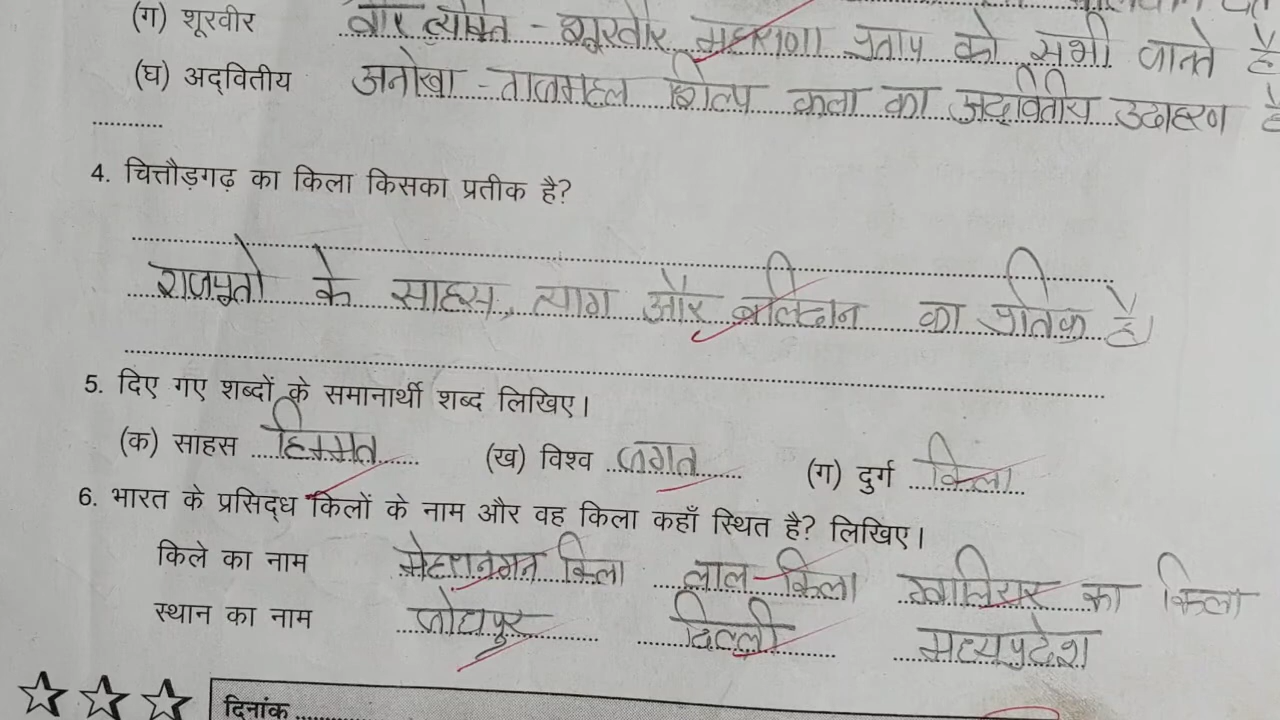 (ग) शूरवीर वीर व्यक्ति - शूरवीर महाराणा प्रताप को सभी जानते है
(घ) अद्वितीय अनोखा - ताजमहल शिल्प कला का अद्वितीय उदाहरण है
4. चित्तौड़गढ़ का किला किसका प्रतीक है?
राजपूतो के साहस, त्याग और बलिदान का प्रतिक है
5. दिए गए शब्दों के समानार्थी शब्द लिखिए।
(क) साहस हिम्मत (ख) विश्व जगत (ग) दुर्ग किला
6. भारत के प्रसिद्ध किलों के नाम और वह किला कहाँ स्थित है? लिखिए।
किले का नाम किला लाल किला ग्वालियर का किला
स्थान का नाम जोधपुर दिल्ली मध्यप्रदेश
दिनांक